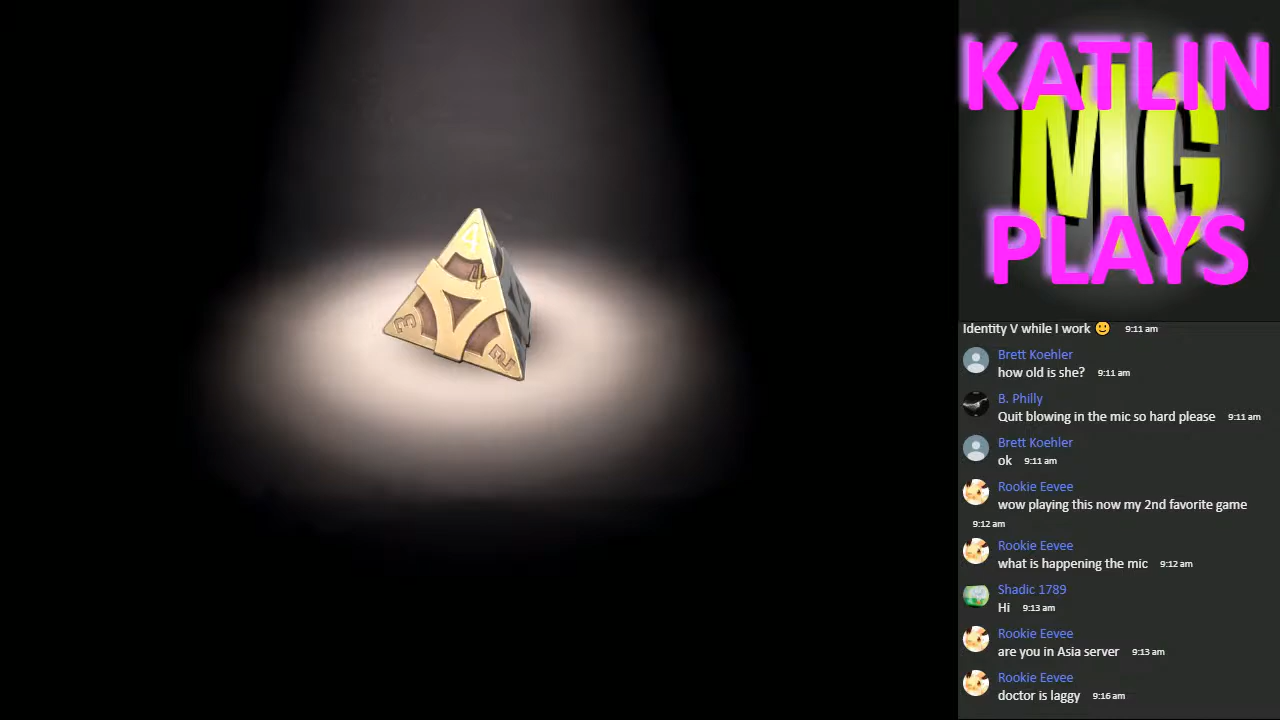 4
4
3
2
KATLIN
MG
PLAYS
Identity V while I work 9:11 am
Brett Koehler
how old is she? 9:11 am
B. Philly
Quit blowing in the mic so hard please 9:11 am
Brett Koehler
ok 9:11 am
Rookie Eevee
wow playing this now my 2nd favorite game
9:12 am
Rookie Eevee
what is happening the mic 9:12 am
Shadic 1789
Hi 9:13 am
Rookie Eevee
are you in Asia server 9:13 am
Rookie Eevee
doctor is laggy 9:16 am